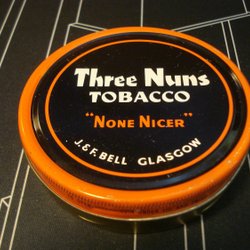 Three Nuns
TOBACCO
"NONE NICER"
J. & F. BELL GLASGOW